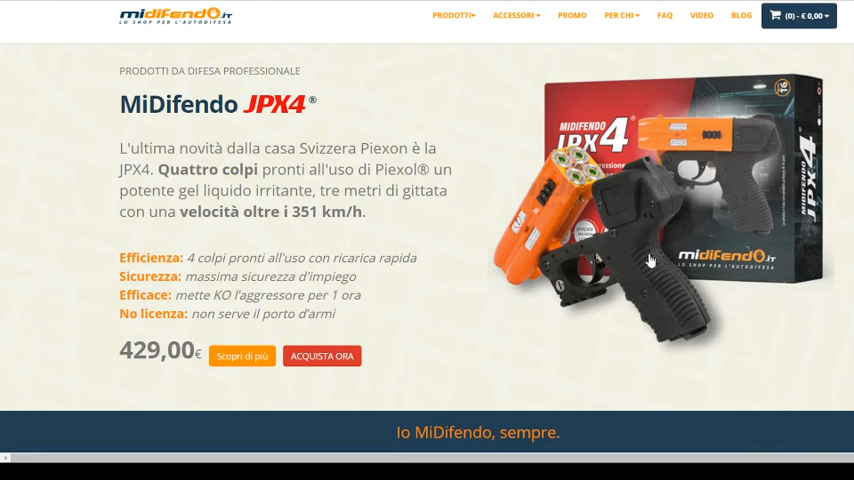 midifendo.IT
LO SHOP PER L'AUTODIFESA
PRODOTTI
ACCESSORI
PROMO
PER CHI
FAQ
VIDEO
BLOG
(0) - € 0,00
PRODOTTI DA DIFESA PROFESSIONALE
MiDifendo JPX4 ®
L'ultima novità dalla casa Svizzera Piexon è la
JPX4. Quattro colpi pronti all'uso di Piexol® un
potente gel liquido irritante, tre metri di gittata
con una velocità oltre i 351 km/h.
Efficienza: 4 colpi pronti all'uso con ricarica rapida
Sicurezza: massima sicurezza d'impiego
Efficace: mette KO l'aggressore per 1 ora
No licenza: non serve il porto d'armi
429,00€
Scopri di più
ACQUISTA ORA
MIDIFENDO
JPX4
16
JPX4
midifendo.IT
LO SHOP PER L'AUTODIFESA
Io MiDifendo, sempre.